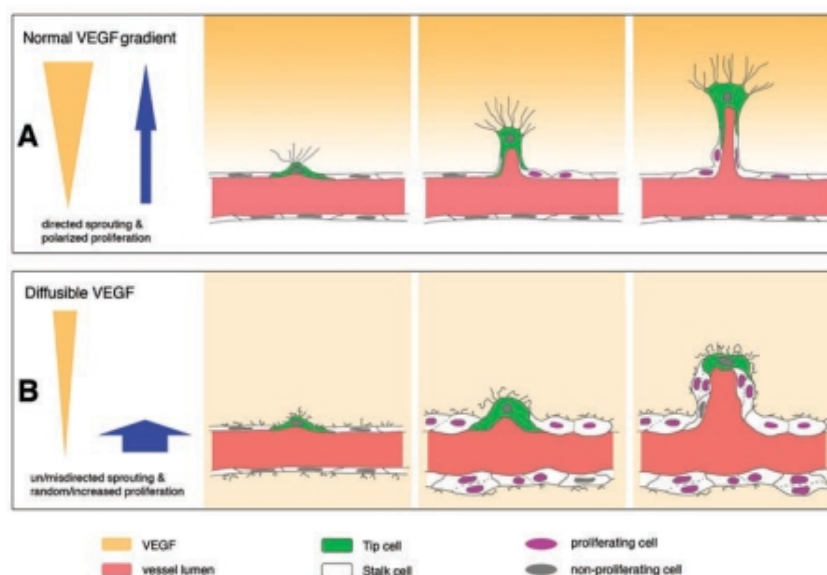 Normal VEGF gradient
A
directed sprouting &
polarized proliferation
Diffusible VEGF
B
un/misdirected sprouting &
random/increased proliferation
VEGF
Tip cell
proliferating cell
vessel lumen
Stalk cell
non-proliferating cell